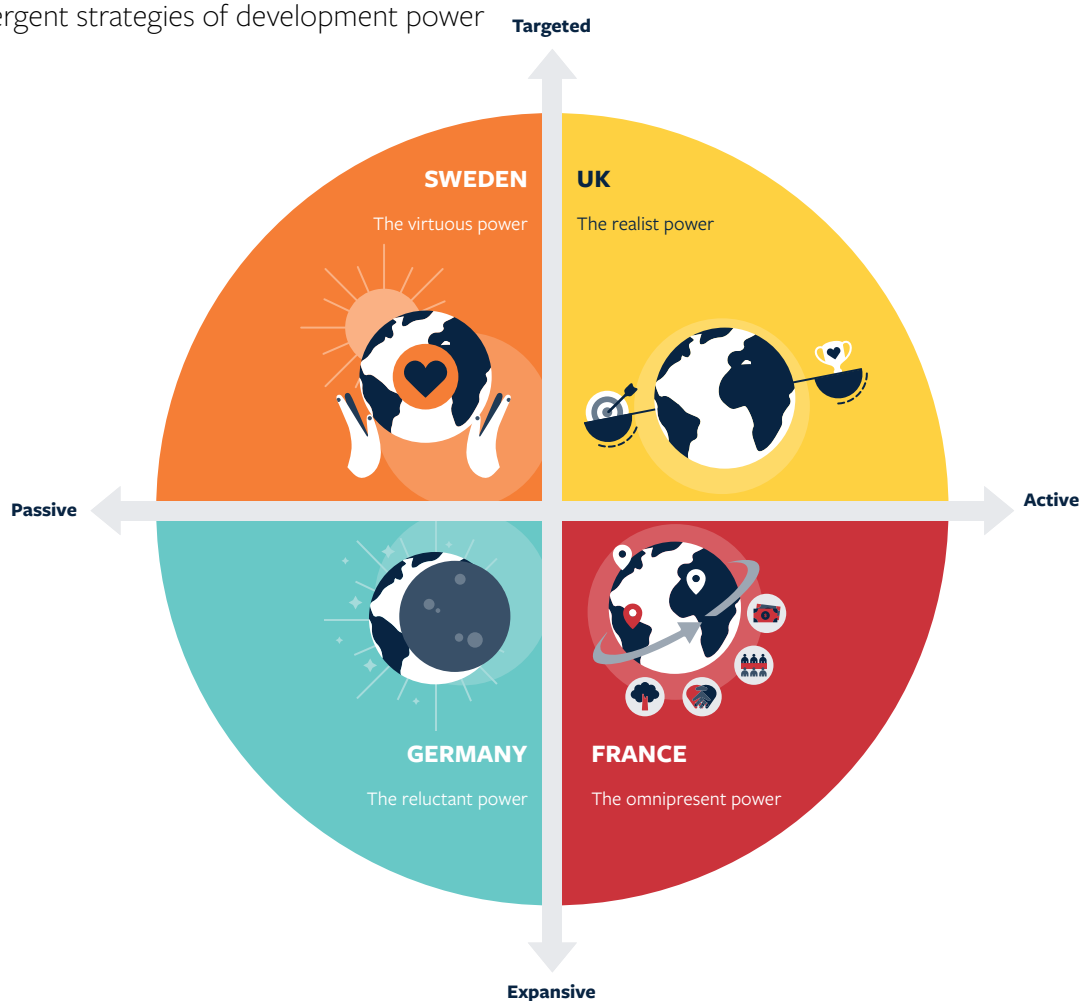 strategies of development power
Targeted
SWEDEN
The virtuous power
UK
The realist power
Passive
Active
GERMANY
The reluctant power
FRANCE
The omnipresent power
Expansive